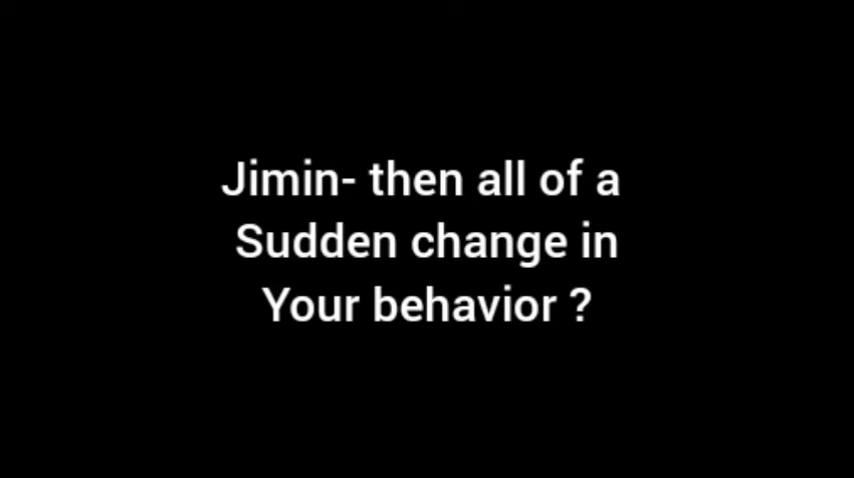 Jimin- then all of a
Sudden change in
Your behavior ?